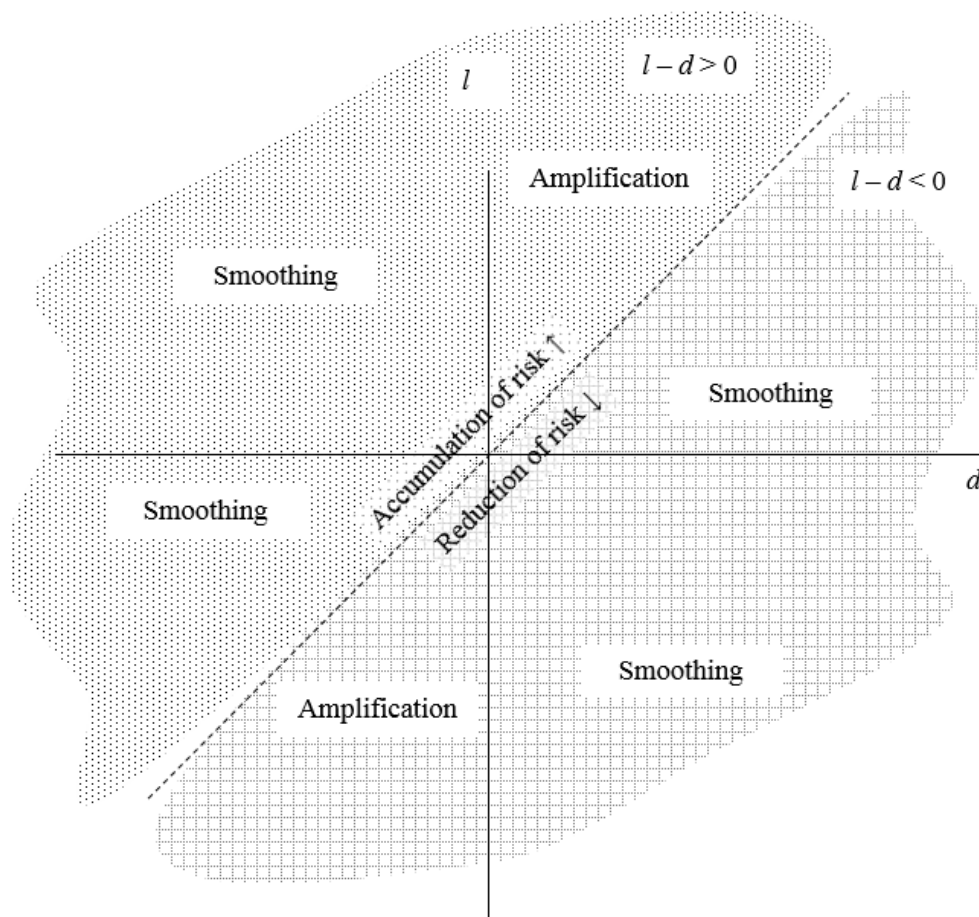 l
l – d > 0
Amplification
l – d < 0
Smoothing
Accumulation of risk ↑
Reduction of risk ↓
Smoothing
d
Smoothing
Smoothing
Amplification